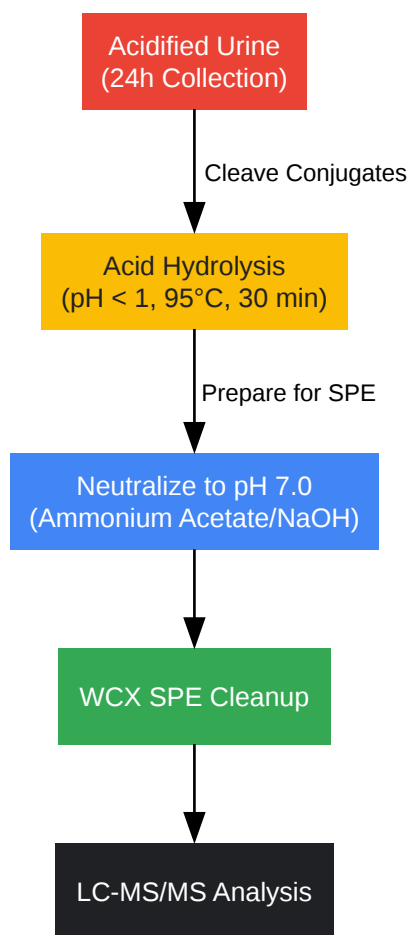 Acidified Urine
(24h Collection)
Cleave Conjugates
Acid Hydrolysis
(pH < 1, 95°C, 30 min)
Prepare for SPE
Neutralize to pH 7.0
(Ammonium Acetate/NaOH)
WCX SPE Cleanup
LC-MS/MS Analysis